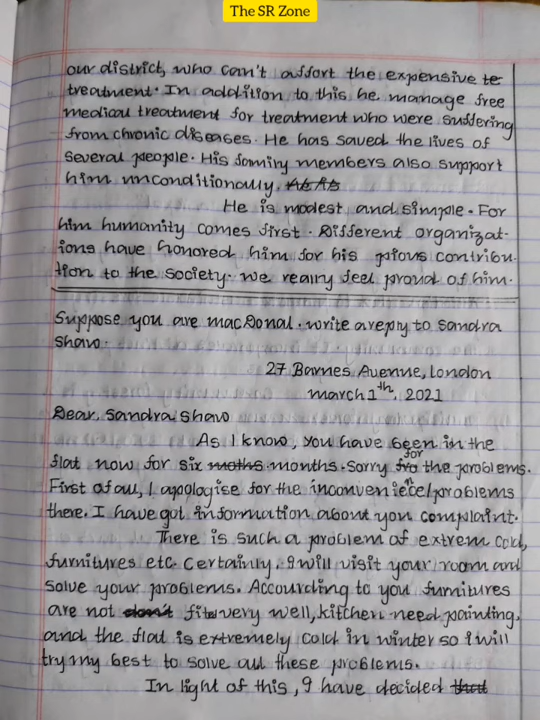 The SR Zone
our district, who can't affort the expensive te
treatment. In addition to this he manage free
medical treatment for treatment who were suffering
from chronic diseases. He has saved the lives of
several people. His family members also support
him unconditionally.
He is modest and simple. For
him humanity comes first. Different organizat-
ions have honored him for his pious contribu-
tion to the society. we really feel proud of him.
Suppose you are macDonal. write a reply to sandra
Shaw.
27 Barnes Avenue, London
march 1th, 2021
Dear, sandra shaw
As I know, you have been in the
flat now for six moths months. sorry fro for the problems.
First of all, I apologise for the inconvenience/problems
there. I have got information about you complaint.
There is such a problem of extrem cold,
furnitures etc. Certainly. I will visit your room and
solve your problems. Accourding to you furnitures
are not don't fit very well, kitchen need painting.
and the flat is extremely cold in winter so I will
try my best to solve all these problems.
In light of this, I have decided that